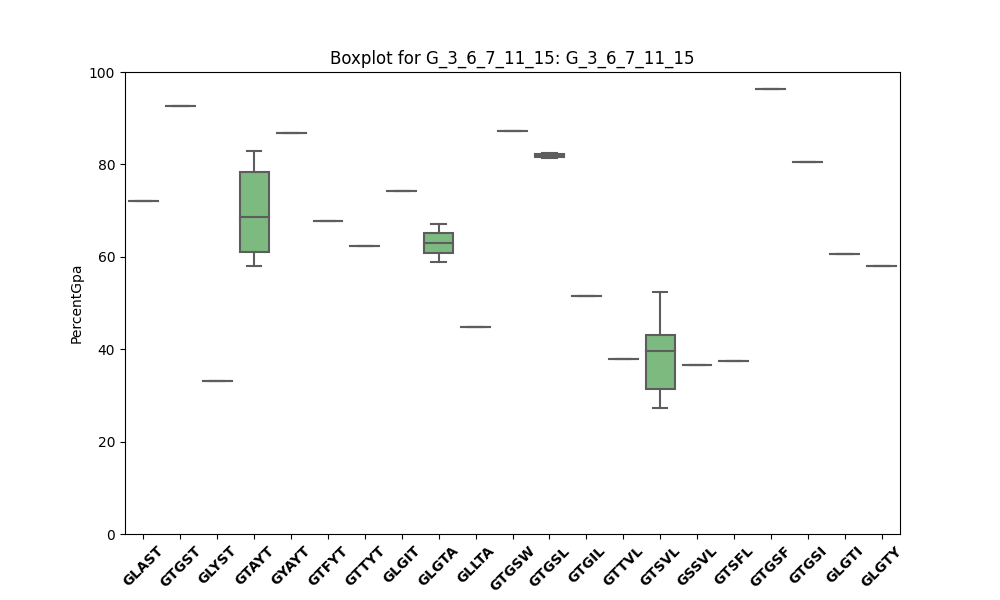 Boxplot for G_3_6_7_11_15: G_3_6_7_11_15
PercentGpa
100
80
60
40
20
0
GLAST GTGST GLYST GTAYT GYAYT GTFYT GTTYT GLGIT GLGTA GLLTA GTGSW GTGSL GTGIL GTTVL GTSVL GSSVL GTSFL GTGSF GTGSI GLGTI GLGTY